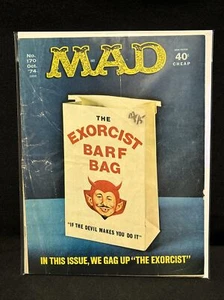 No.
170
Oct.
'74
MAD
40¢
CHEAP
THE
EXORCIST
BARF
BAG
"IF THE DEVIL MAKES YOU DO IT"
IN THIS ISSUE, WE GAG UP "THE EXORCIST"